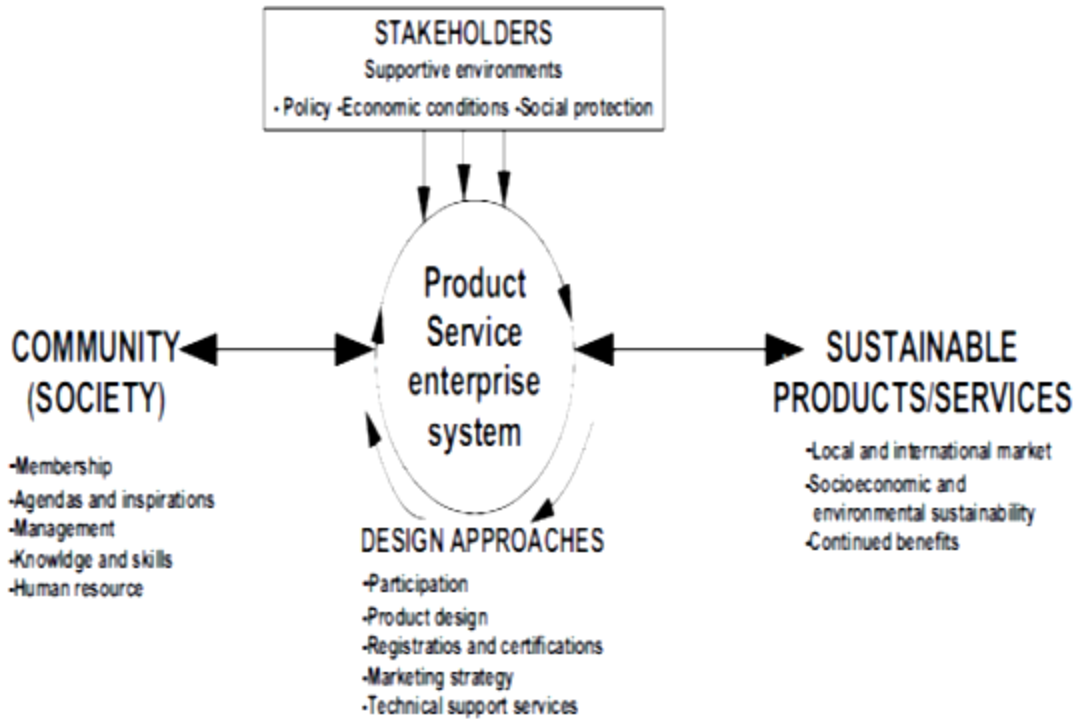 STAKEHOLDERS
Supportive environments
- Policy -Economic conditions -Social protection
Product
Service
enterprise
system
COMMUNITY
(SOCIETY)
-Membership
-Agendas and inspirations
-Management
-Knowldge and skills
-Human resource
SUSTAINABLE
PRODUCTS/SERVICES
-Local and international market
-Socioeconomic and
environmental sustainability
-Continued benefits
DESIGN APPROACHES
-Participation
-Product design
-Registratios and certifications
-Marketing strategy
-Technical support services